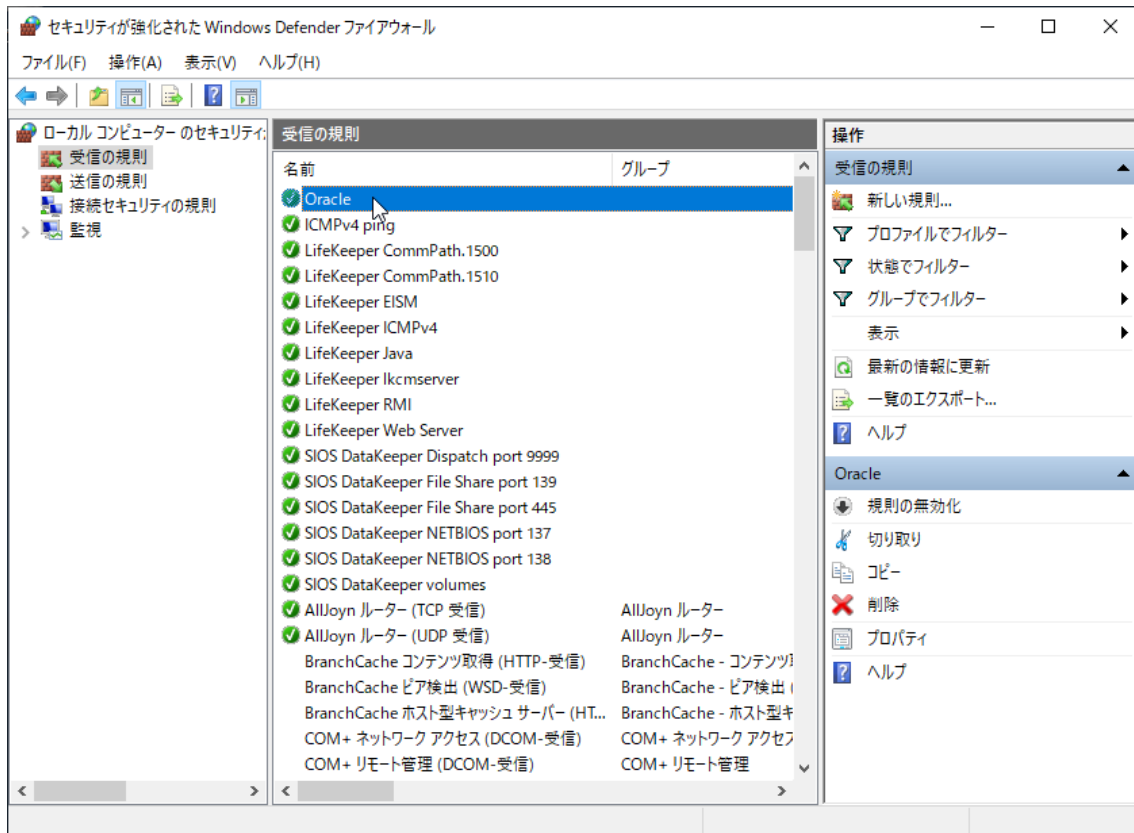 セキュリティが強化された Windows Defender ファイアウォール
ファイル(F) 操作(A) 表示(V) ヘルプ(H)
ローカル コンピューター のセキュリティ
受信の規則
送信の規則
接続セキュリティの規則
監視
受信の規則
名前 グループ
Oracle
ICMPv4 ping
LifeKeeper CommPath.1500
LifeKeeper CommPath.1510
LifeKeeper EISM
LifeKeeper ICMPv4
LifeKeeper Java
LifeKeeper lkcmserver
LifeKeeper RMI
LifeKeeper Web Server
SIOS DataKeeper Dispatch port 9999
SIOS DataKeeper File Share port 139
SIOS DataKeeper File Share port 445
SIOS DataKeeper NETBIOS port 137
SIOS DataKeeper NETBIOS port 138
SIOS DataKeeper volumes
AllJoyn ルーター (TCP 受信) AllJoyn ルーター
AllJoyn ルーター (UDP 受信) AllJoyn ルーター
BranchCache コンテンツ取得 (HTTP-受信) BranchCache - コンテンツ
BranchCache ピア検出 (WSD-受信) BranchCache - ピア検出 (
BranchCache ホスト型キャッシュ サーバー (HT... BranchCache - ホスト型キ
COM+ ネットワーク アクセス (DCOM-受信) COM+ ネットワーク アクセ
COM+ リモート管理 (DCOM-受信) COM+ リモート管理
操作
受信の規則
新しい規則...
プロファイルでフィルター
状態でフィルター
グループでフィルター
表示
最新の情報に更新
一覧のエクスポート...
ヘルプ
Oracle
規則の無効化
切り取り
コピー
削除
プロパティ
ヘルプ